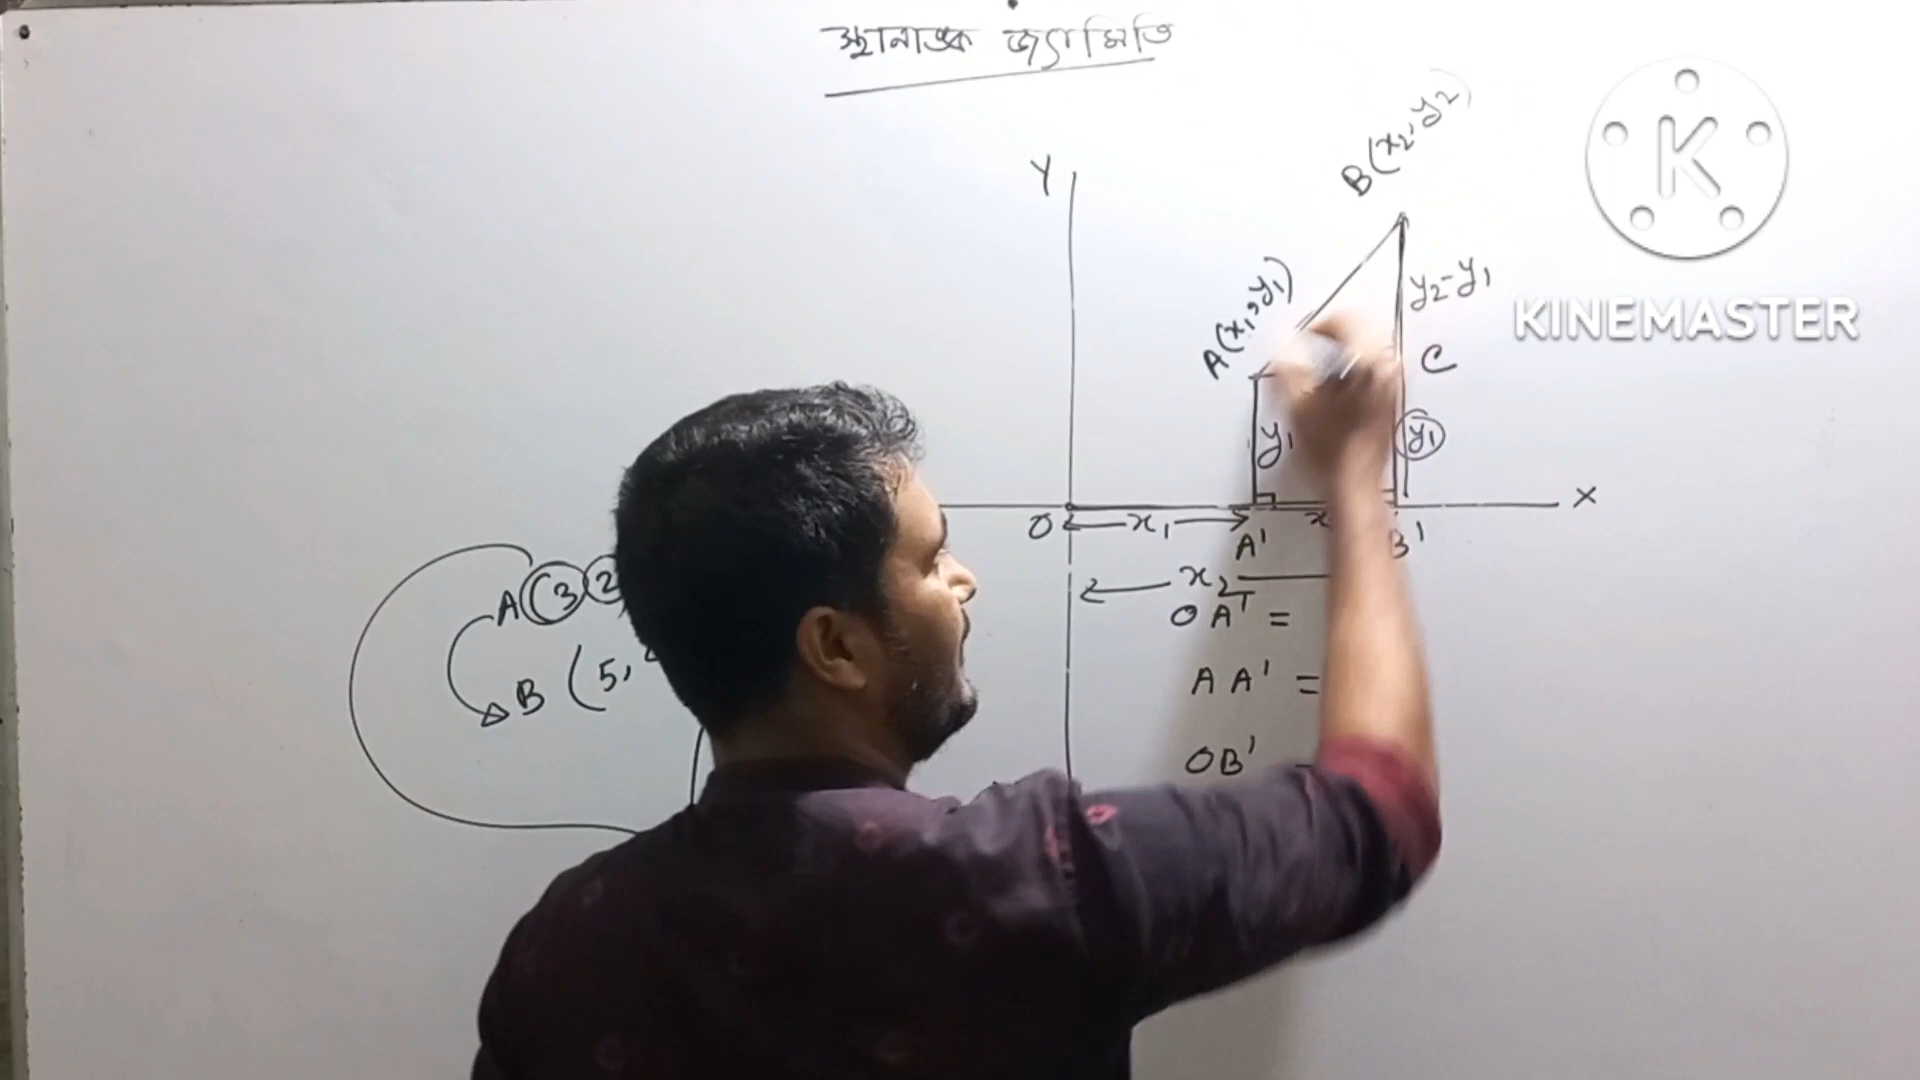 স্থানাঙ্ক জ্যামিতি
Y
B(x₂, y₂)
KINEMASTER
A(x₁, y₁)
y₂-y₁
C
y₁
y₁
X
O
x₁
A'
B'
x₂
A(3 2
B (5,
OA' =
AA' =
OB'